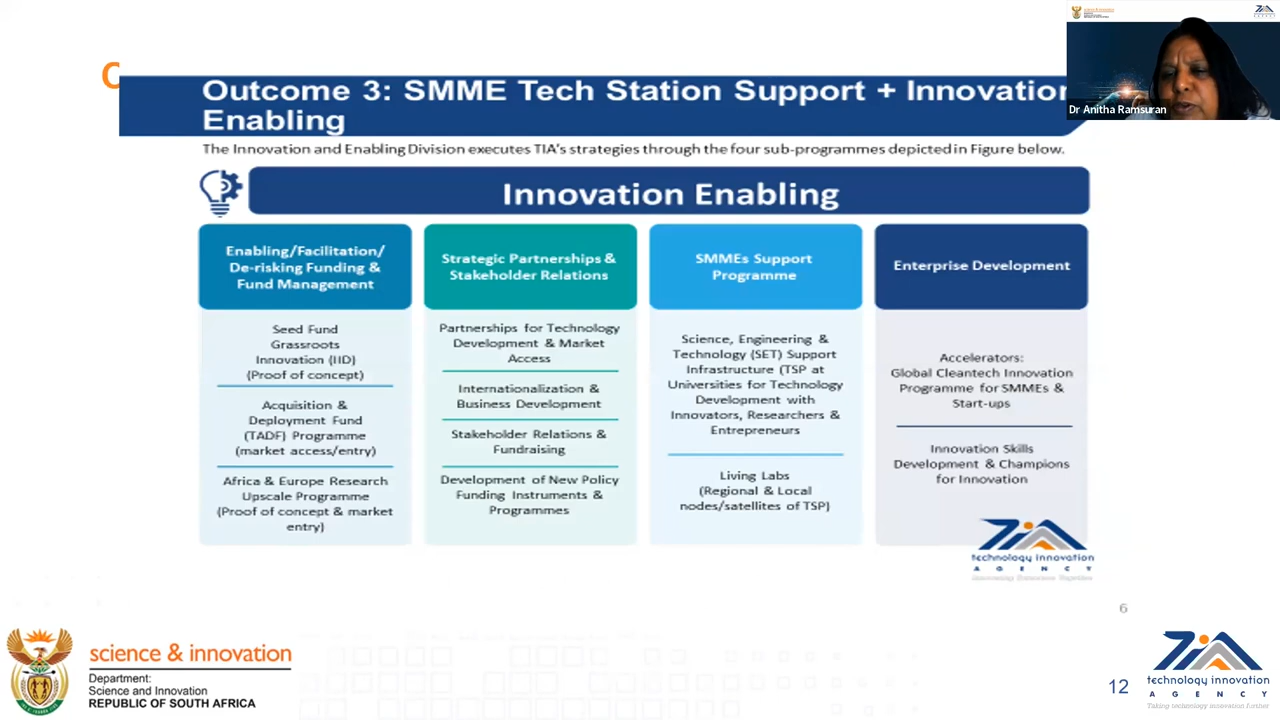 Outcome 3: SMME Tech Station Support + Innovation
Enabling
Dr Anitha Ramsuran
The Innovation and Enabling Division executes TIA's strategies through the four sub-programmes depicted in Figure below.
Innovation Enabling
Enabling/Facilitation/
De-risking Funding &
Fund Management
Seed Fund
Grassroots
Innovation (IID)
(Proof of concept)
Acquisition &
Deployment Fund
(TADF) Programme
(market access/entry)
Africa & Europe Research
Upscale Programme
(Proof of concept & market
entry)
Strategic Partnerships &
Stakeholder Relations
Partnerships for Technology
Development & Market
Access
Internationalization &
Business Development
Stakeholder Relations &
Fundraising
Development of New Policy
Funding Instruments &
Programmes
SMMEs Support
Programme
Science, Engineering &
Technology (SET) Support
Infrastructure (TSP at
Universities for Technology
Development with
Innovators, Researchers &
Entrepreneurs
Living Labs
(Regional & Local
nodes/satellites of TSP)
Enterprise Development
Accelerators:
Global Cleantech Innovation
Programme for SMMEs &
Start-ups
Innovation Skills
Development & Champions
for Innovation
technology innovation
AGENCY
6
science & innovation
Department:
Science and Innovation
REPUBLIC OF SOUTH AFRICA
12
technology innovation
AGENCY
Taking technology innovation further